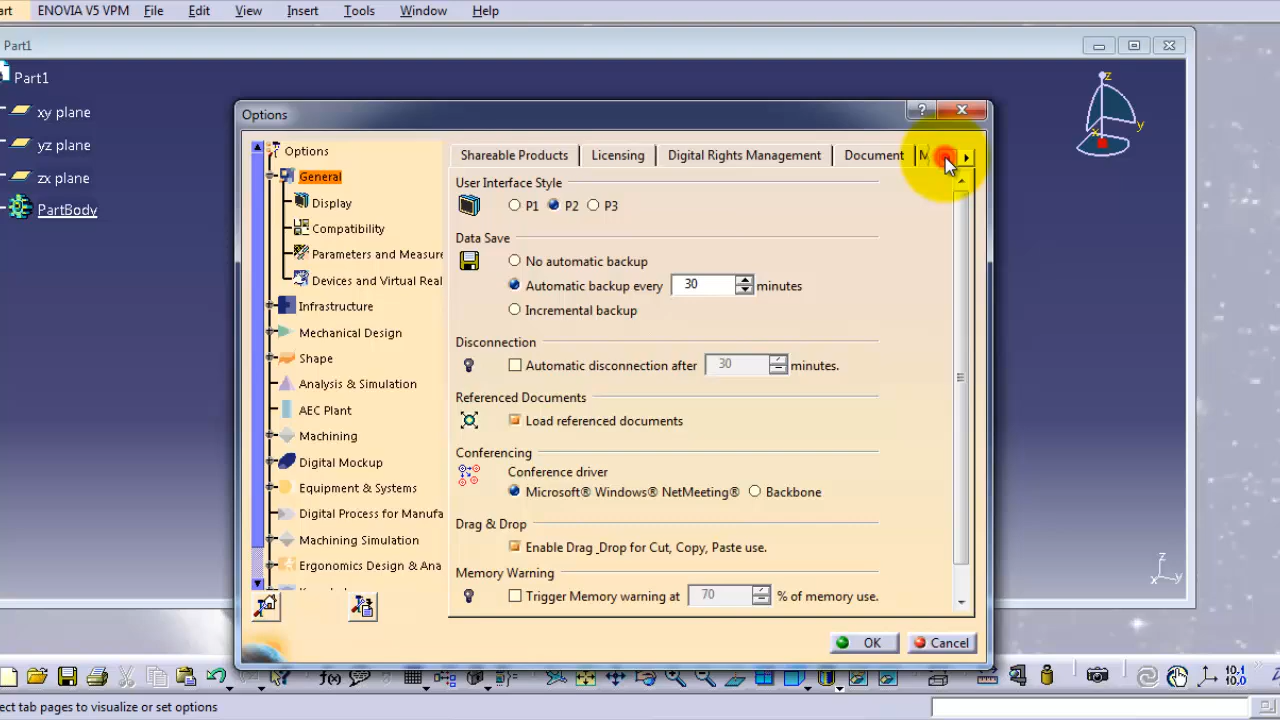 ENOVIA V5 VPM File Edit View Insert Tools Window Help
Part1
Part1
xy plane
yz plane
zx plane
PartBody
z
y
x
Options
?
Options
General
Display
Compatibility
Parameters and Measure
Devices and Virtual Real
Infrastructure
Mechanical Design
Shape
Analysis & Simulation
AEC Plant
Machining
Digital Mockup
Equipment & Systems
Digital Process for Manufa
Machining Simulation
Ergonomics Design & Ana
Shareable Products Licensing Digital Rights Management Document M
User Interface Style
P1 P2 P3
Data Save
No automatic backup
Automatic backup every 30 minutes
Incremental backup
Disconnection
Automatic disconnection after 30 minutes.
Referenced Documents
Load referenced documents
Conferencing
Conference driver
Microsoft® Windows® NetMeeting® Backbone
Drag & Drop
Enable Drag _Drop for Cut, Copy, Paste use.
Memory Warning
Trigger Memory warning at 70 % of memory use.
OK Cancel
z
x y
f(x) 10.1
10.0
ect tab pages to visualize or set options